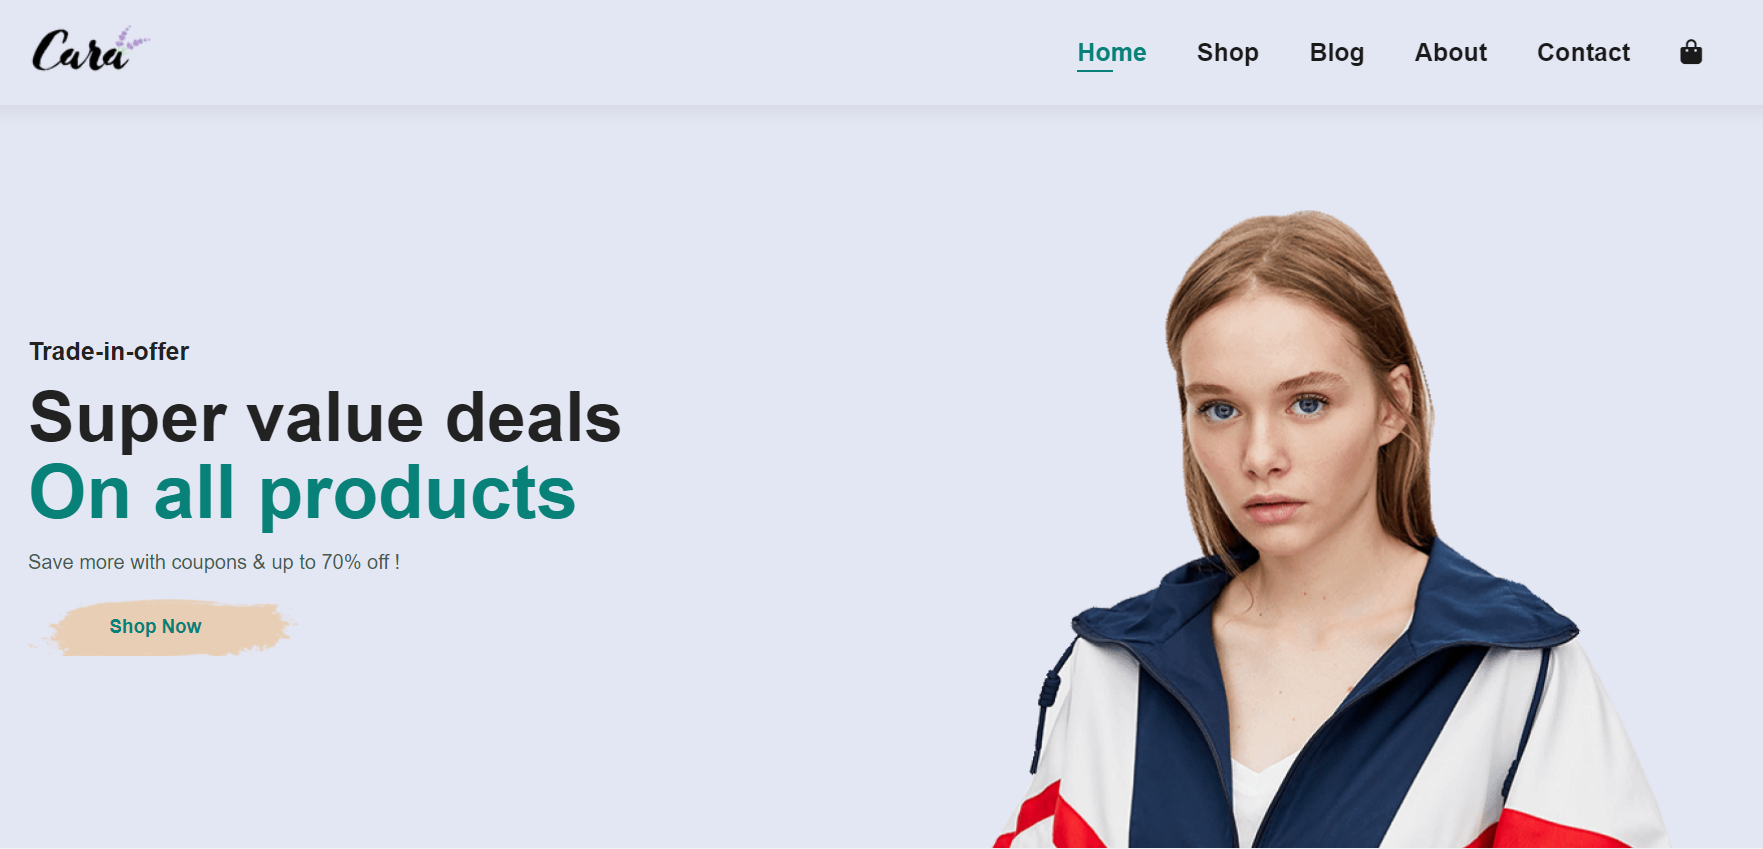 Cara
Home Shop Blog About Contact
Trade-in-offer
Super value deals
On all products
Save more with coupons & up to 70% off !
Shop Now